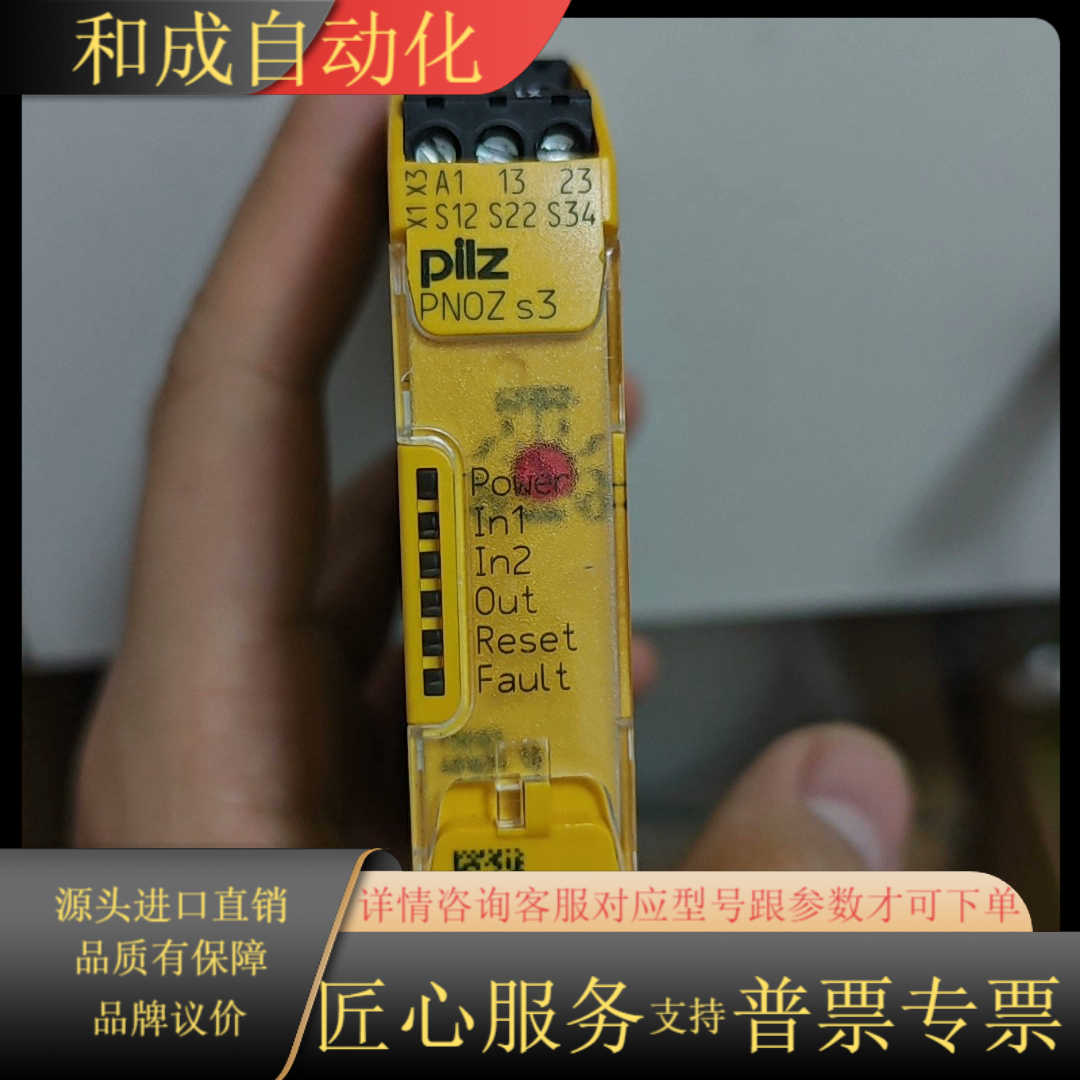 和成自动化
X3 A1 13 23
X1 S12 S22 S34
pilz
PNOZ s3
Power
In1
In2
Out
Reset
Fault
源头进口直销
品质有保障
品牌议价
详情咨询客服对应型号跟参数才可下单
匠心服务支持普票专票